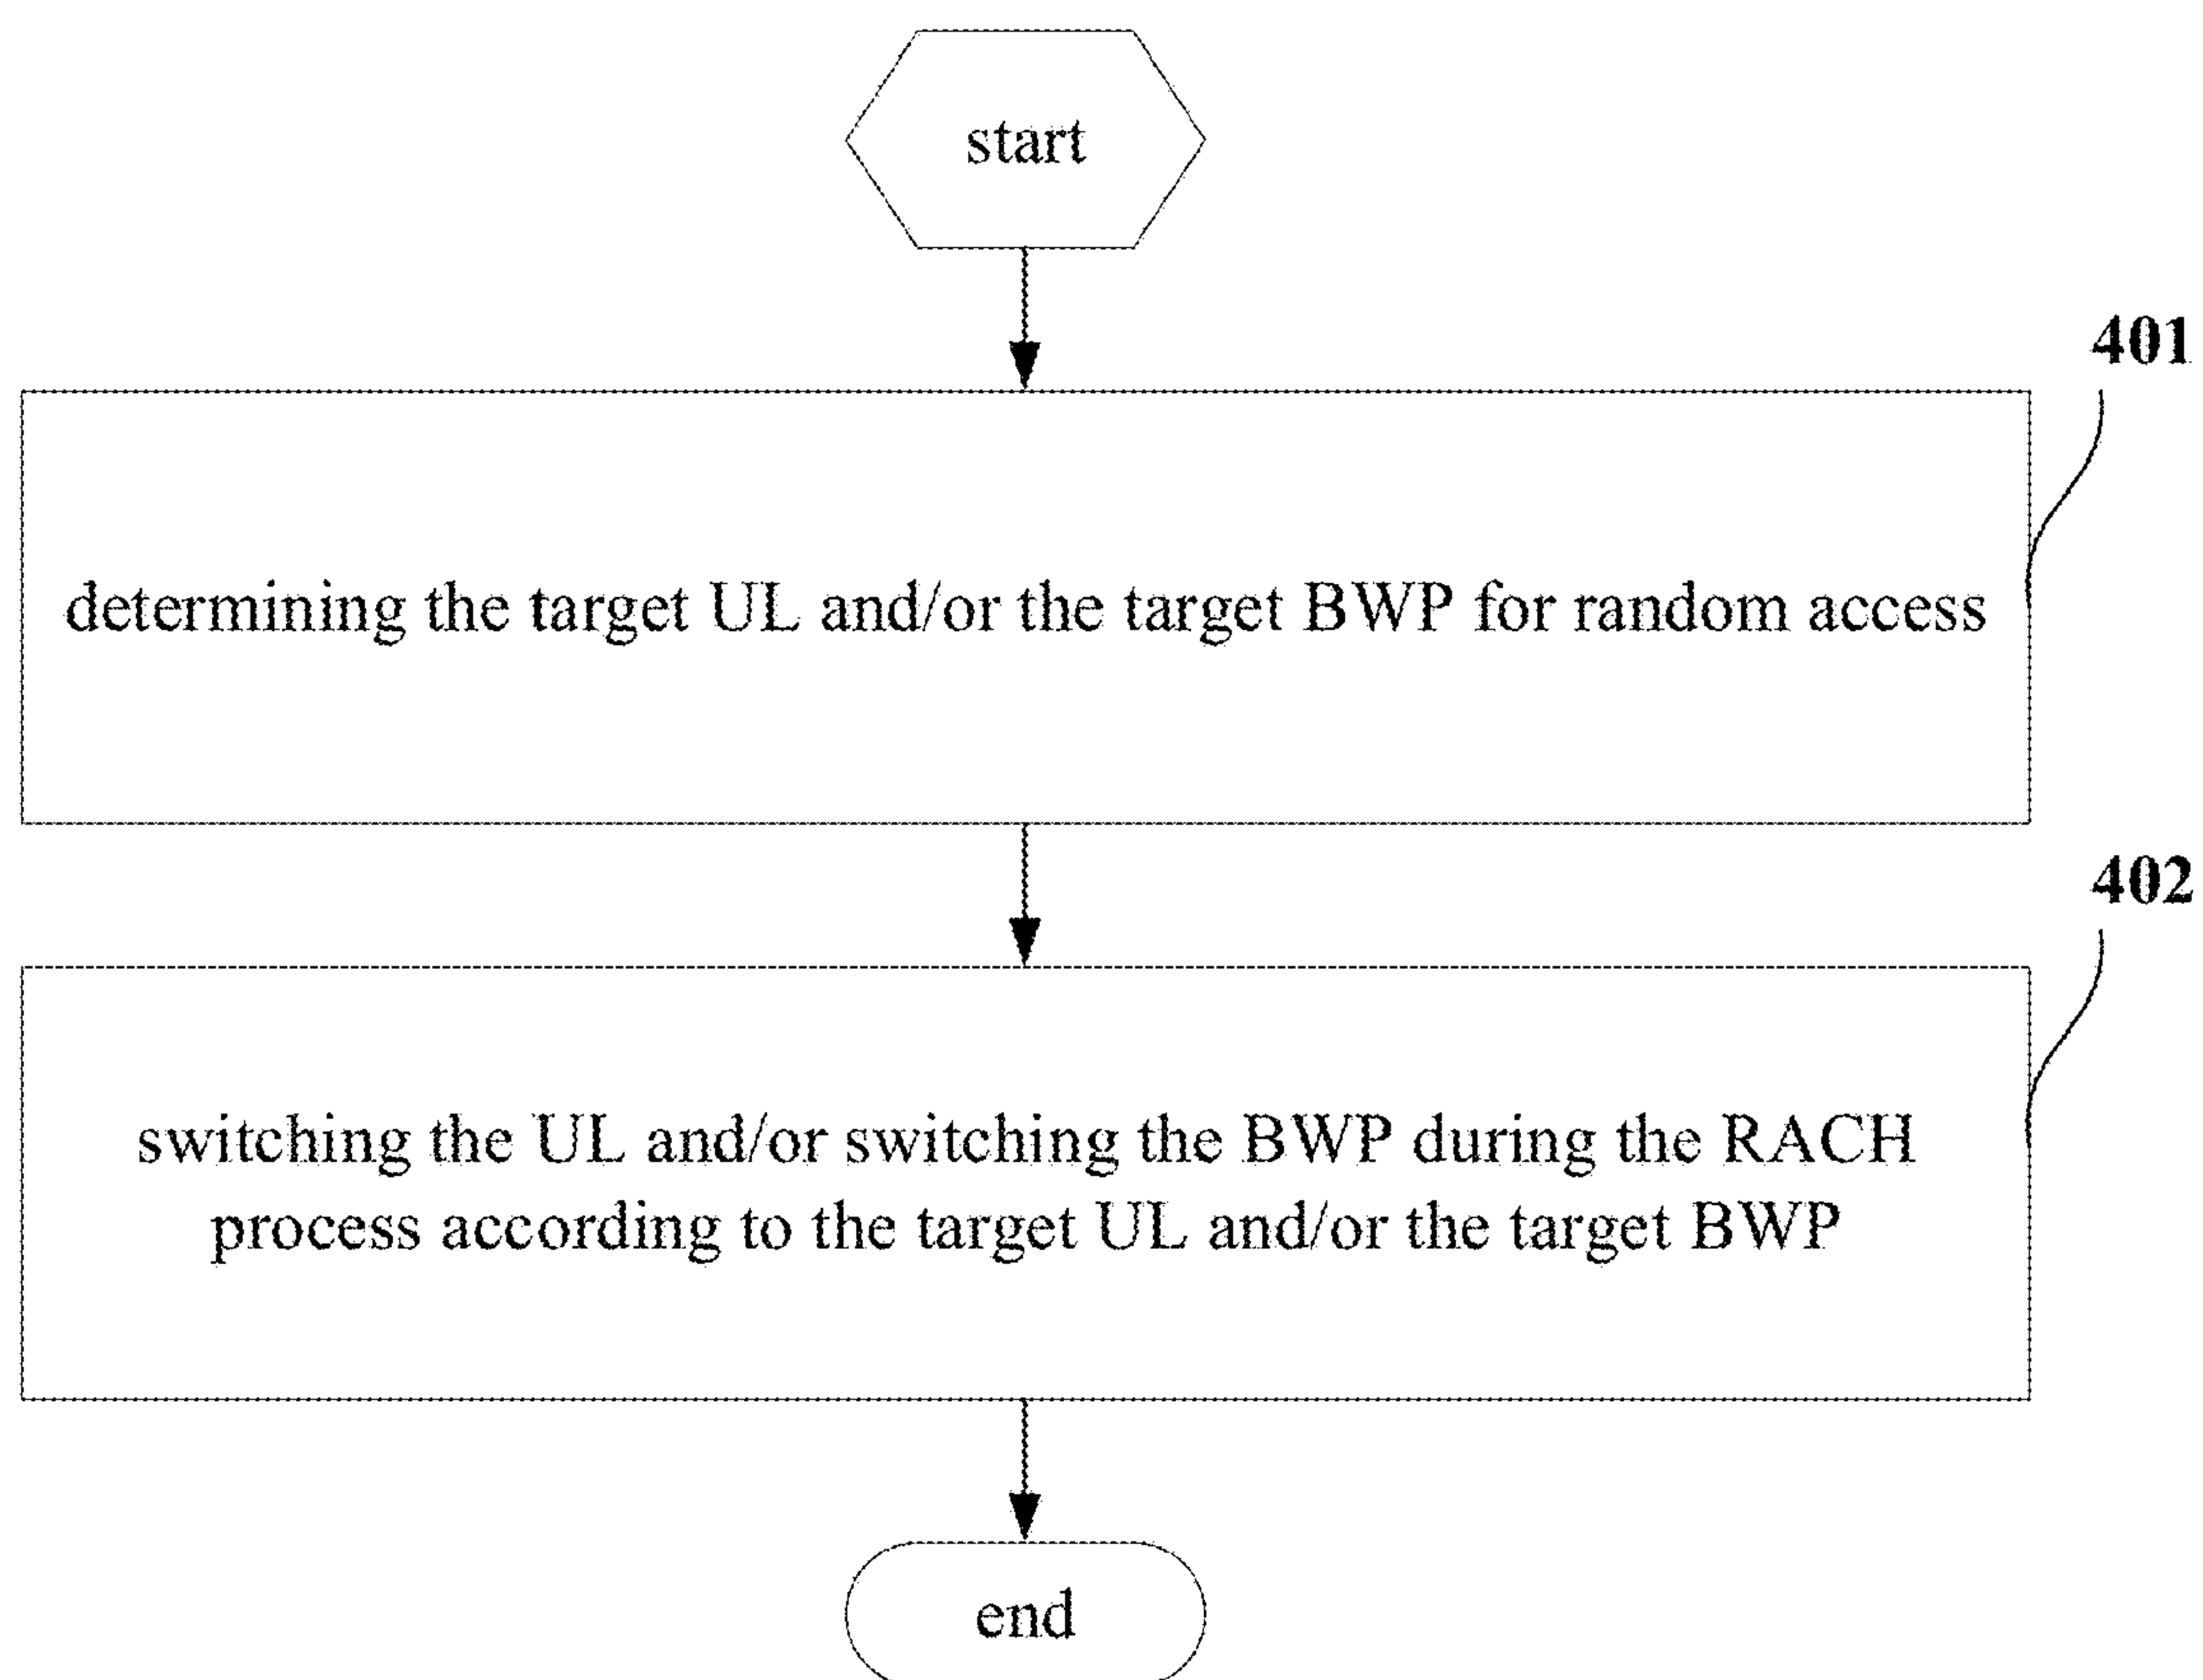 start
401
determining the target UL and/or the target BWP for random access
402
switching the UL and/or switching the BWP during the RACH
process according to the target UL and/or the target BWP
end